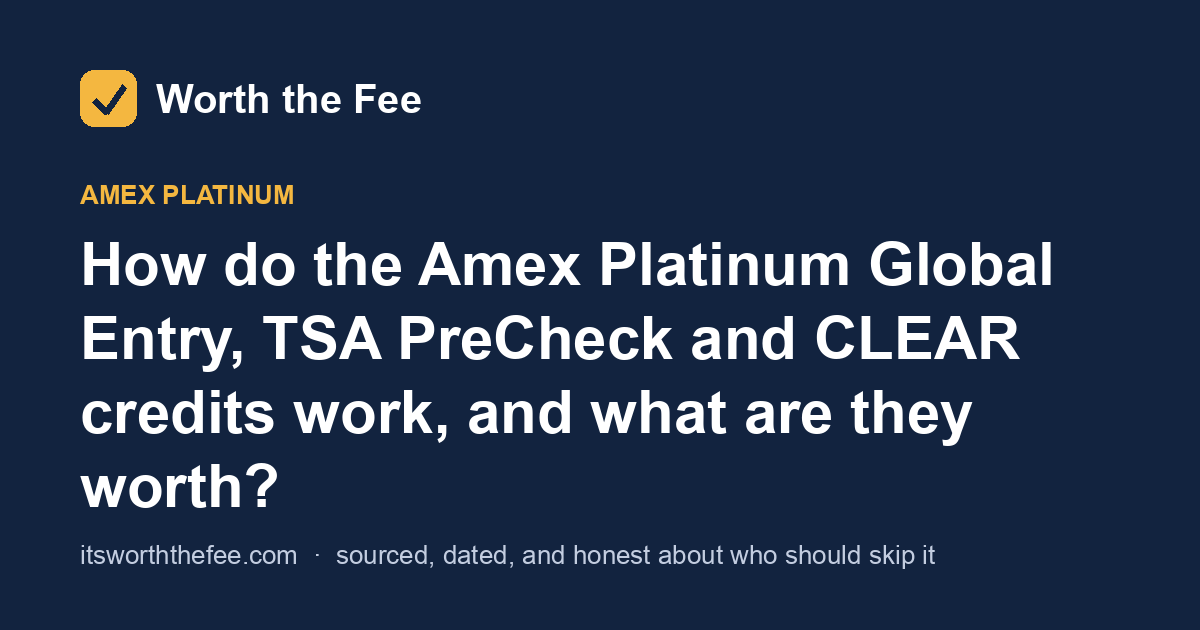 Worth the Fee
AMEX PLATINUM
How do the Amex Platinum Global
Entry, TSA PreCheck and CLEAR
credits work, and what are they
worth?
itsworththefee.com · sourced, dated, and honest about who should skip it